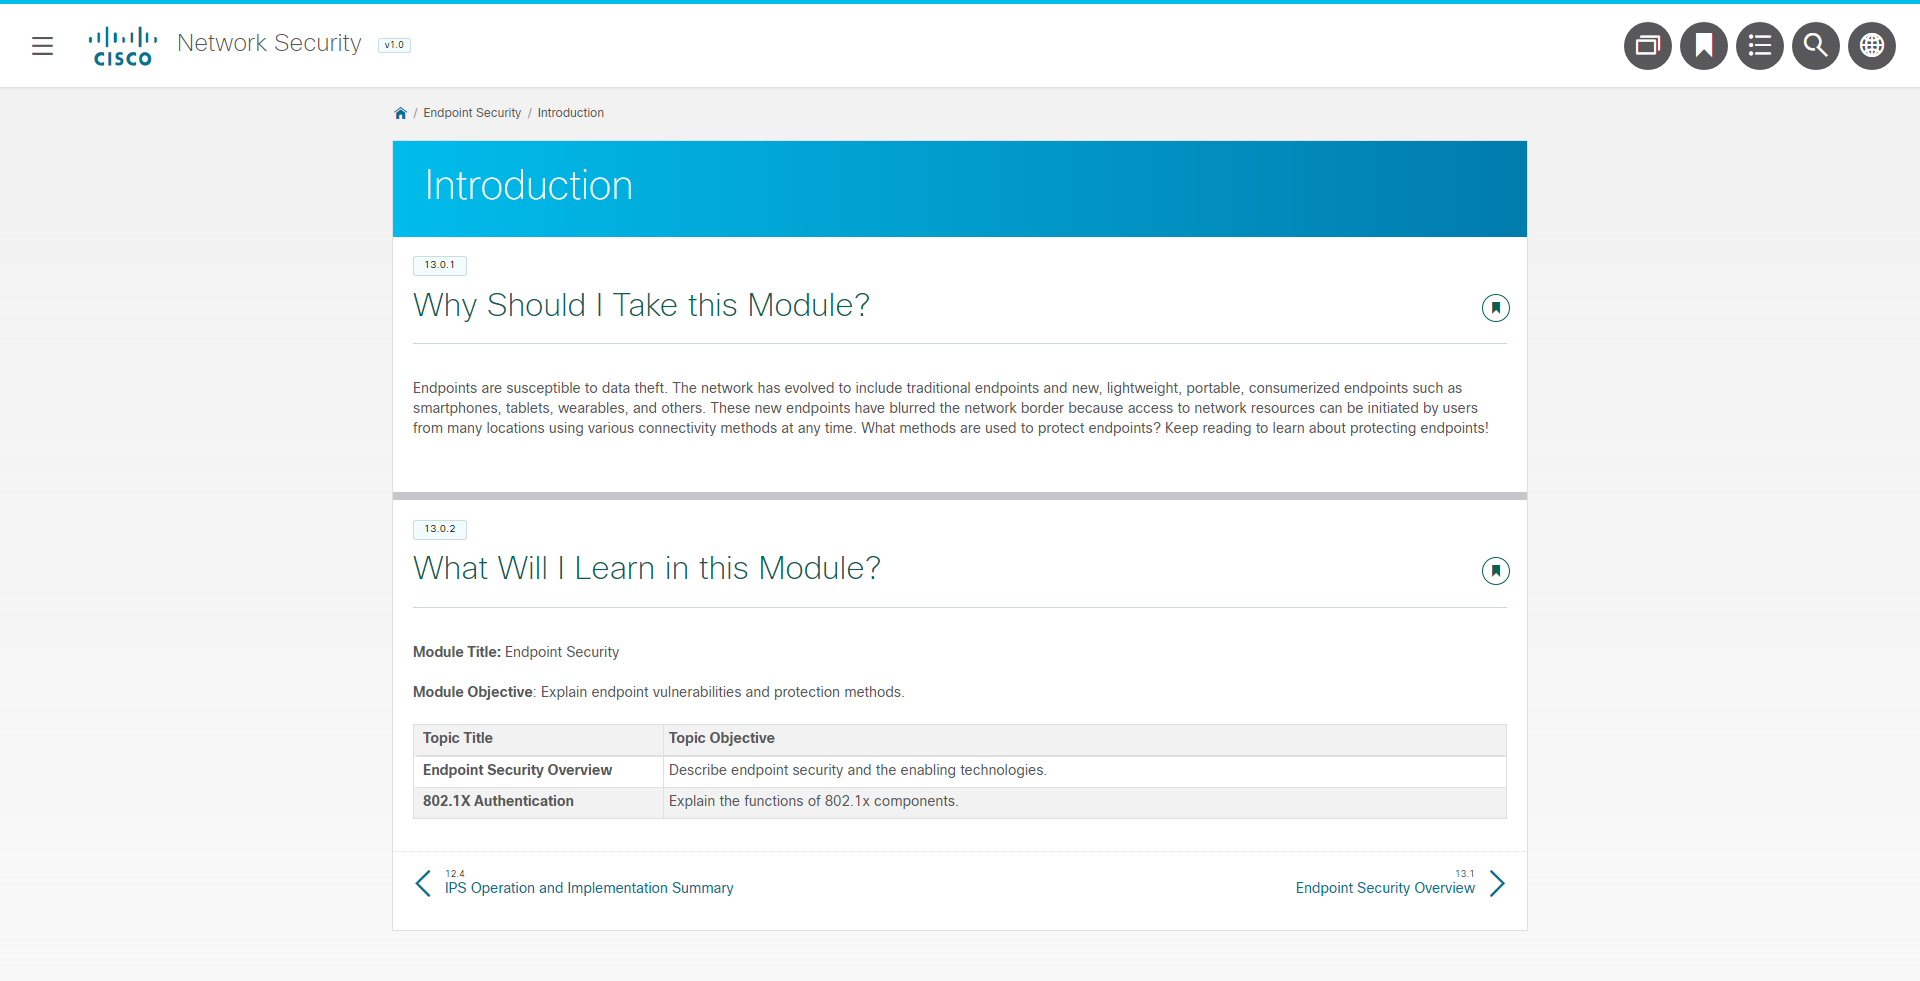 CISCO
Network Security
v1.0
/ Endpoint Security / Introduction
Introduction
13.0.1
Why Should I Take this Module?
Endpoints are susceptible to data theft. The network has evolved to include traditional endpoints and new, lightweight, portable, consumerized endpoints such as
smartphones, tablets, wearables, and others. These new endpoints have blurred the network border because access to network resources can be initiated by users
from many locations using various connectivity methods at any time. What methods are used to protect endpoints? Keep reading to learn about protecting endpoints!
13.0.2
What Will I Learn in this Module?
Module Title: Endpoint Security
Module Objective: Explain endpoint vulnerabilities and protection methods.
Topic Title Topic Objective
Endpoint Security Overview Describe endpoint security and the enabling technologies.
802.1X Authentication Explain the functions of 802.1x components.
12.4
IPS Operation and Implementation Summary
13.1
Endpoint Security Overview